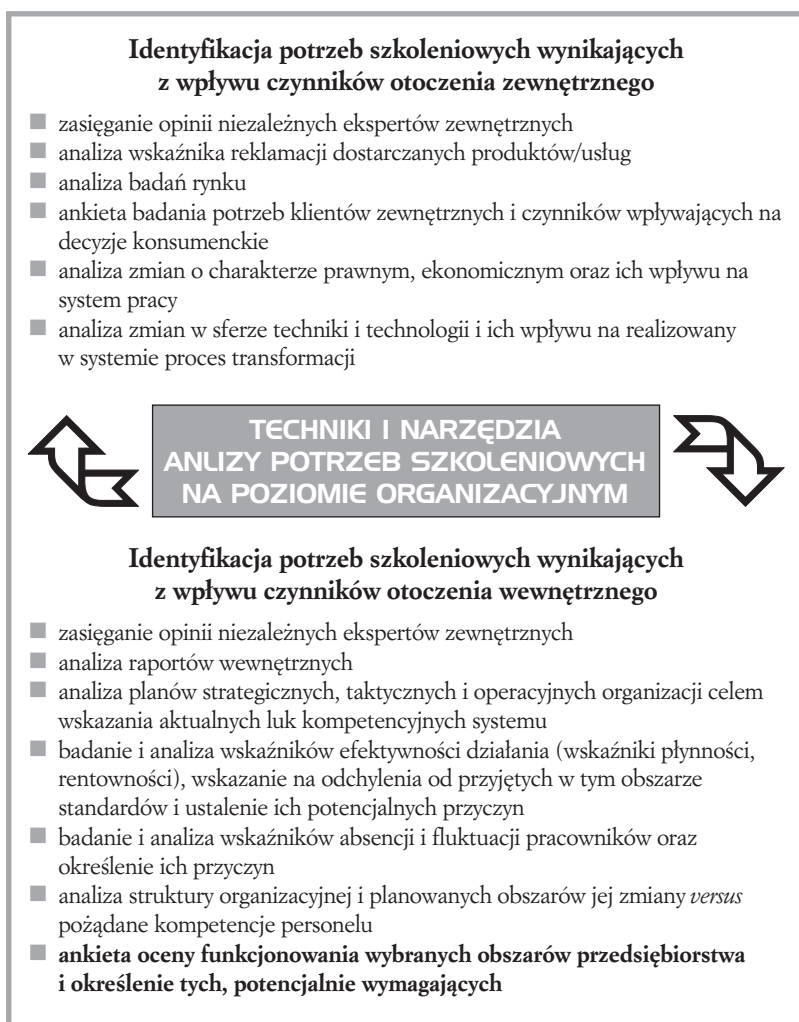 Identyfikacja potrzeb szkoleniowych wynikających
z wpływu czynników otoczenia zewnętrznego
■ zasięganie opinii niezależnych ekspertów zewnętrznych
■ analiza wskaźnika reklamacji dostarczanych produktów/usług
■ analiza badań rynku
■ ankieta badania potrzeb klientów zewnętrznych i czynników wpływających na
decyzje konsumenckie
■ analiza zmian o charakterze prawnym, ekonomicznym oraz ich wpływu na
system pracy
■ analiza zmian w sferze techniki i technologii i ich wpływu na realizowany
w systemie proces transformacji
TECHNIKI I NARZĘDZIA
ANLIZY POTRZEB SZKOLENIOWYCH
NA POZIOMIE ORGANIZACYJNYM
Identyfikacja potrzeb szkoleniowych wynikających
z wpływu czynników otoczenia wewnętrznego
■ zasięganie opinii niezależnych ekspertów zewnętrznych
■ analiza raportów wewnętrznych
■ analiza planów strategicznych, taktycznych i operacyjnych organizacji celem
wskazania aktualnych luk kompetencyjnych systemu
■ badanie i analiza wskaźników efektywności działania (wskaźniki płynności,
rentowności), wskazanie na odchylenia od przyjętych w tym obszarze
standardów i ustalenie ich potencjalnych przyczyn
■ badanie i analiza wskaźników absencji i fluktuacji pracowników oraz
określenie ich przyczyn
■ analiza struktury organizacyjnej i planowanych obszarów jej zmiany versus
pożądane kompetencje personelu
■ ankieta oceny funkcjonowania wybranych obszarów przedsiębiorstwa
i określenie tych, potencjalnie wymagających